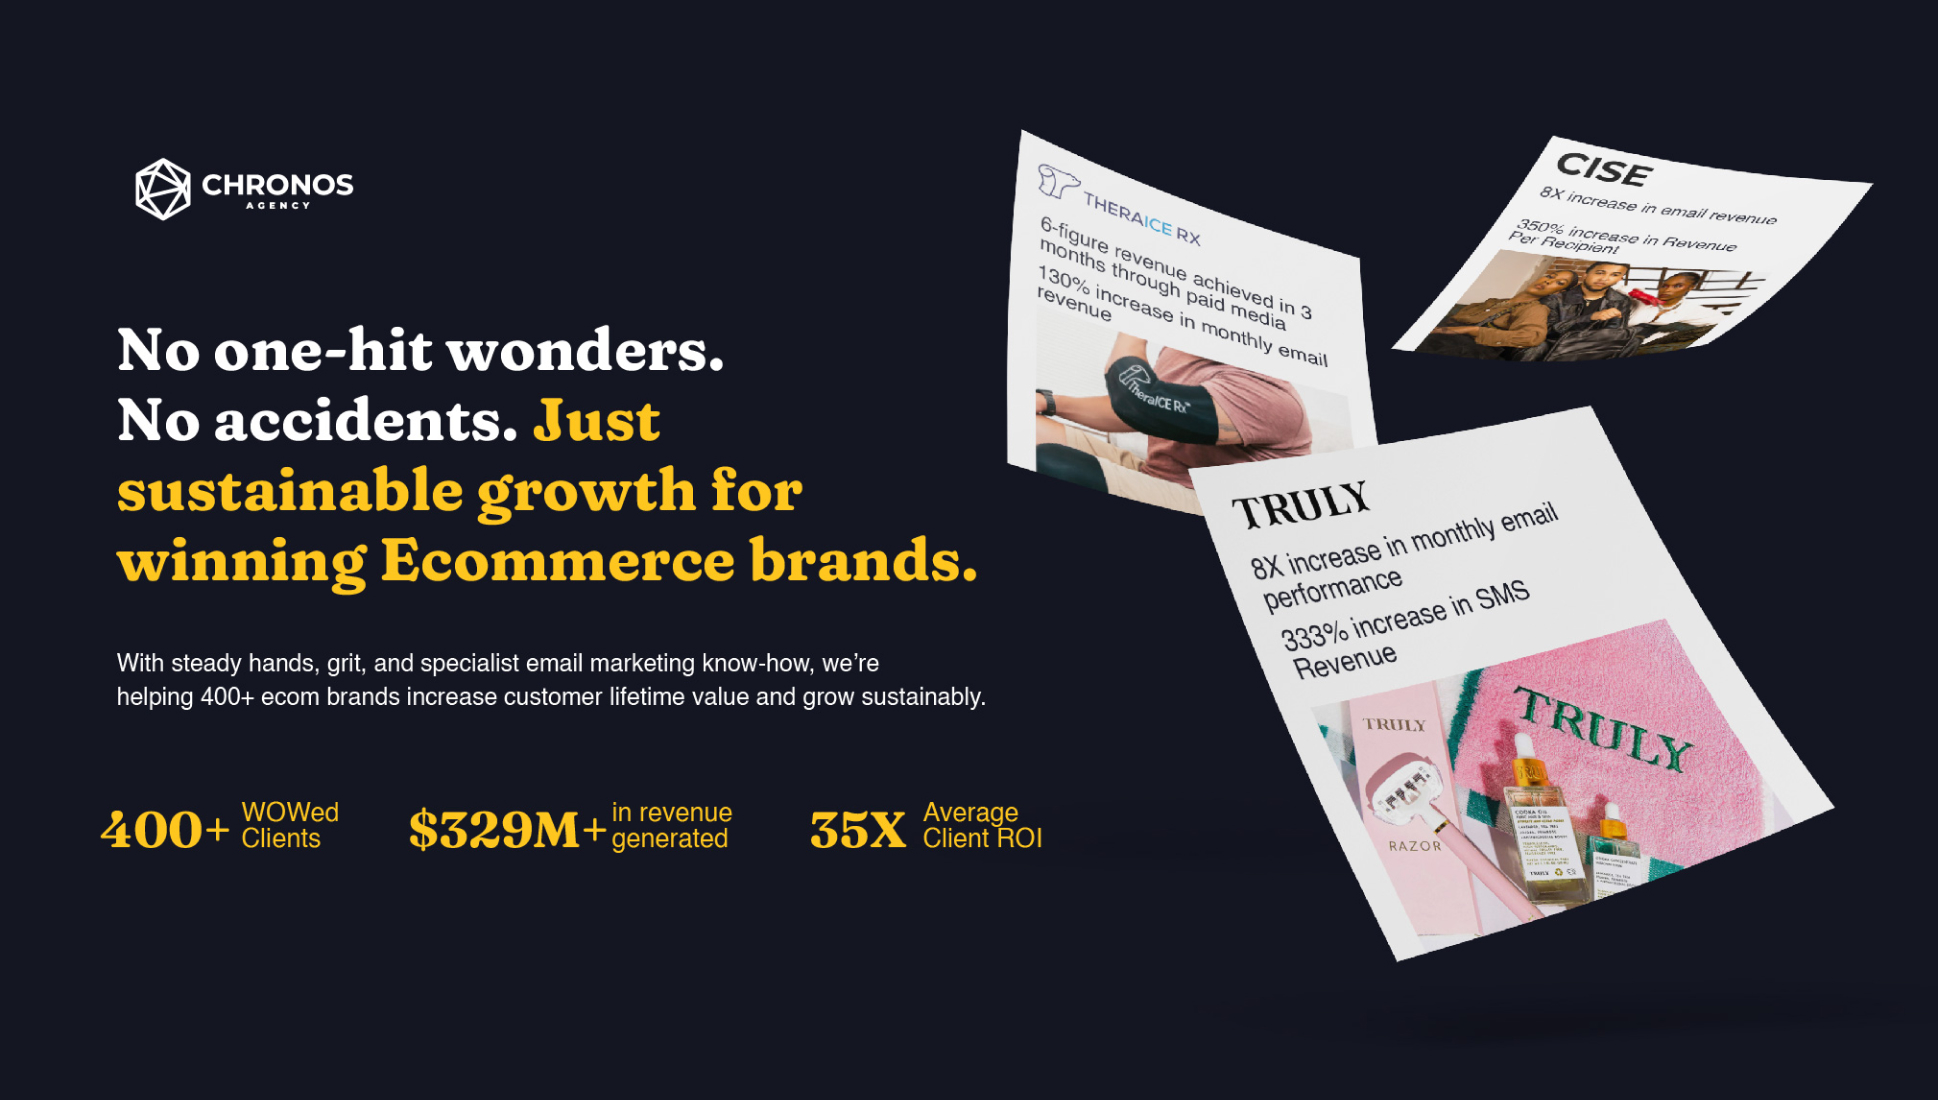 CHRONOS
AGENCY
No one-hit wonders.
No accidents. Just
sustainable growth for
winning Ecommerce brands.
With steady hands, grit, and specialist email marketing know-how, we’re
helping 400+ ecom brands increase customer lifetime value and grow sustainably.
400+ WOWed
Clients
$329M+ in revenue
generated
35X Average
Client ROI
THERAICE RX
6-figure revenue achieved in 3
months through paid media
130% increase in monthly email
revenue
TheraICE Rx
CISE
8X increase in email revenue
350% increase in Revenue
Per Recipient
TRULY
8X increase in monthly email
performance
333% increase in SMS
Revenue
TRULY
RAZOR
TRULY
TRULY